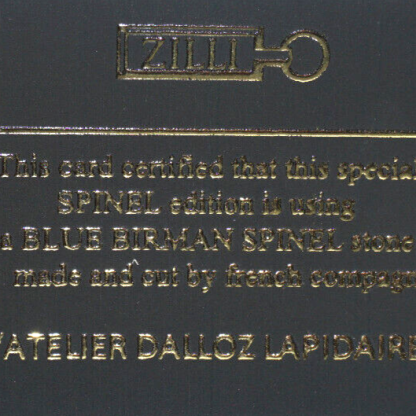 ZILLI
This card certified that this special
SPINEL edition is using
a BLUE BIRMAN SPINEL stone
made and cut by french compagn
L'ATELIER DALLOZ LAPIDAIRE